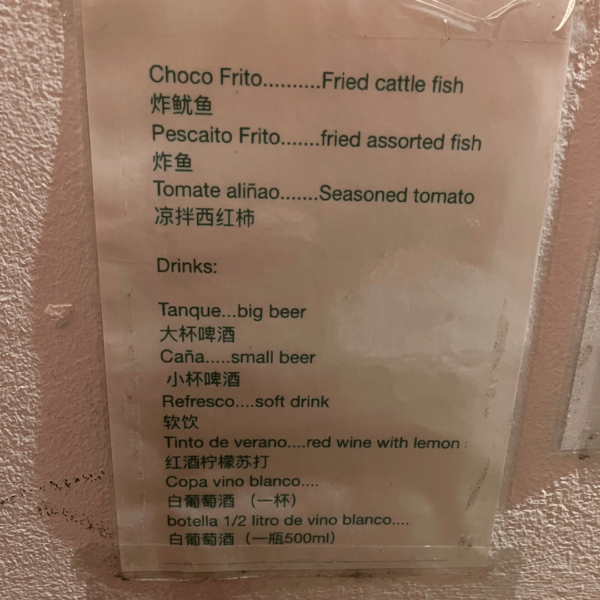 Choco Frito..........Fried cattle fish
炸鱿鱼
Pescaito Frito.......fried assorted fish
炸鱼
Tomate aliñao.......Seasoned tomato
凉拌西红柿
Drinks:
Tanque...big beer
大杯啤酒
Caña.....small beer
小杯啤酒
Refresco....soft drink
软饮
Tinto de verano....red wine with lemon
红酒柠檬苏打
Copa vino blanco....
白葡萄酒 （一杯）
botella 1/2 litro de vino blanco....
白葡萄酒（一瓶500ml）